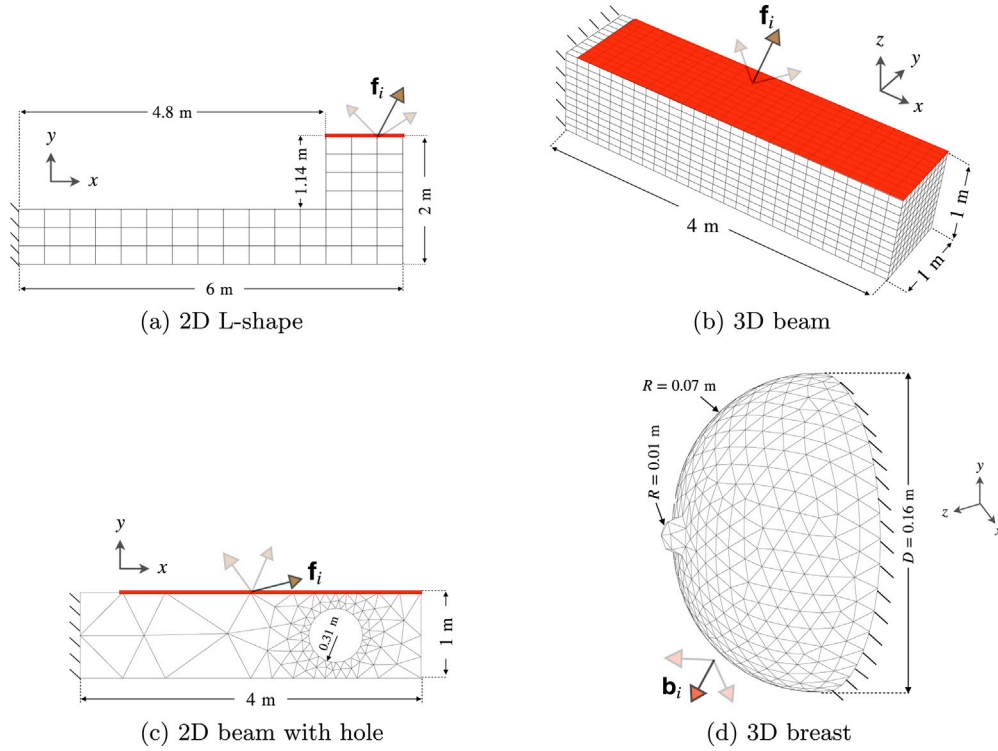 f_i
4.8 m
y
x
1.14 m
2 m
6 m
(a) 2D L-shape
f_i
z
y
x
4 m
1 m
1 m
(b) 3D beam
y
x
f_i
0.31 m
1 m
4 m
(c) 2D beam with hole
R = 0.07 m
R = 0.01 m
D = 0.16 m
y
z
x
b_i
(d) 3D breast